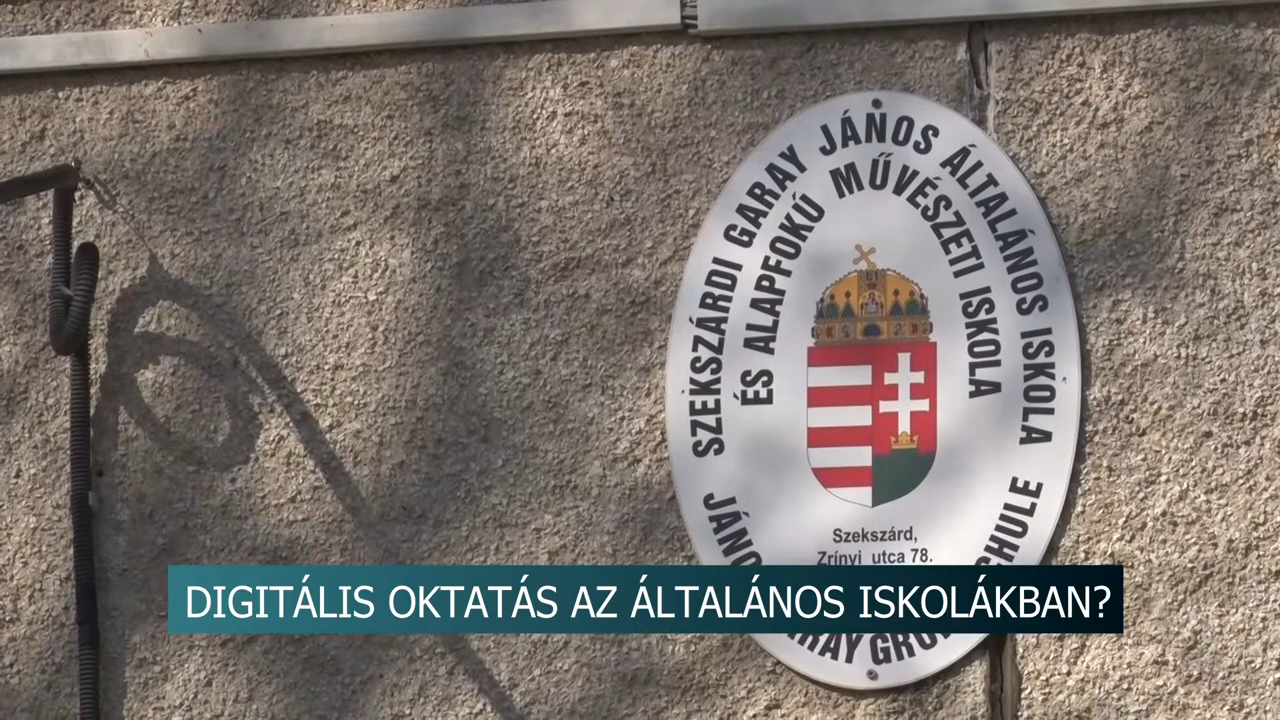 SZEKSZÁRDI GARAY JÁNOS ÁLTALÁNOS ISKOLA
ÉS ALAPFOKÚ MŰVÉSZETI ISKOLA
Szekszárd,
Zrínyi utca 78.
DIGITÁLIS OKTATÁS AZ ÁLTALÁNOS ISKOLÁKBAN?